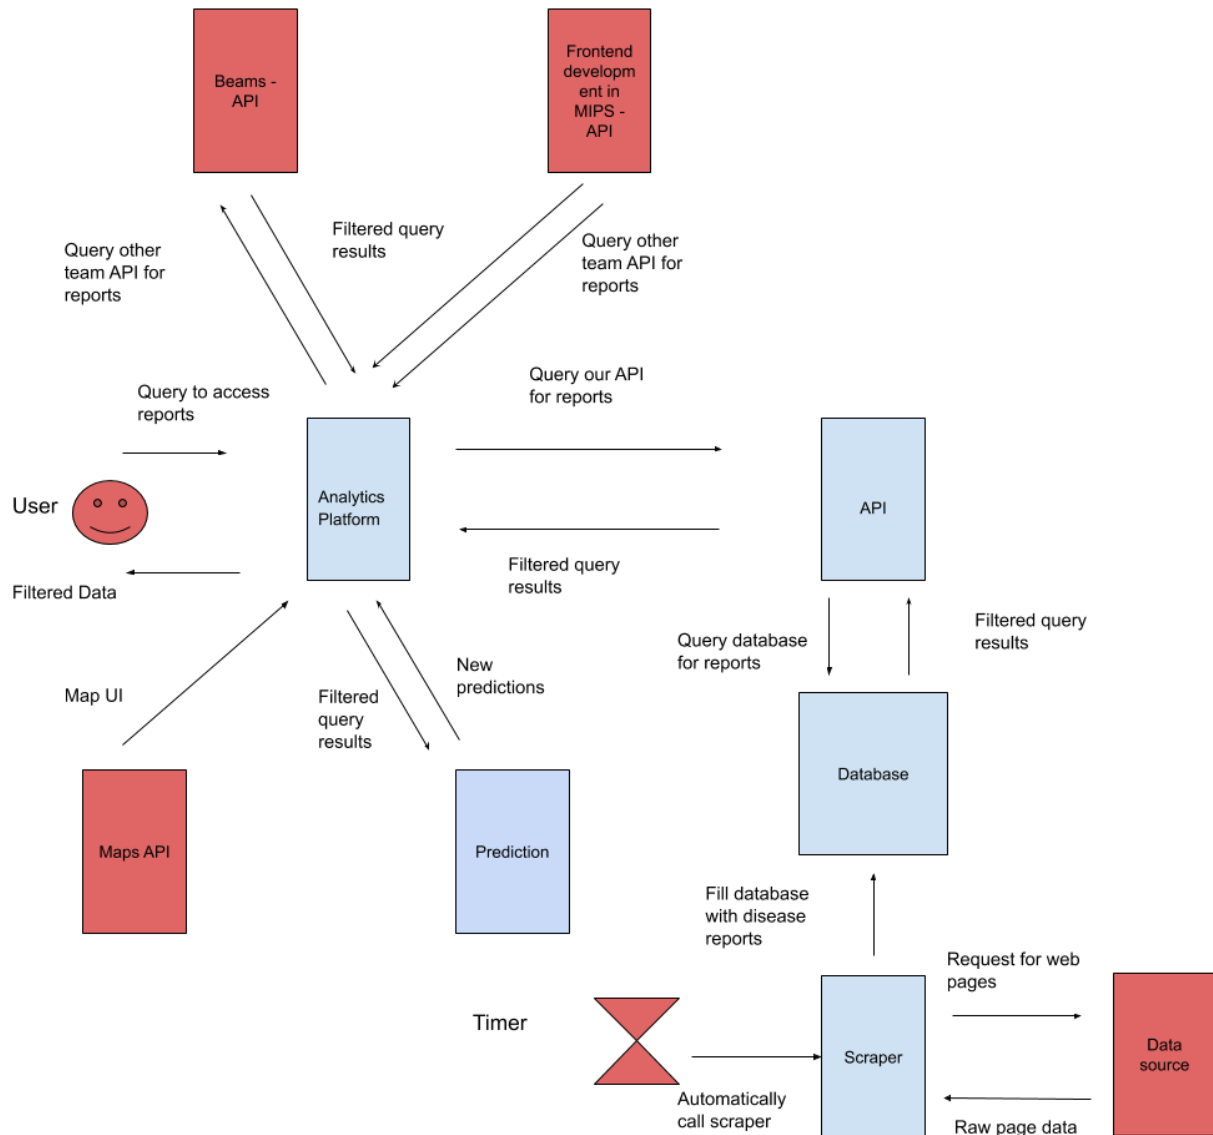 Beams -
API
Frontend
developm
ent in
MIPS -
API
Filtered query
results
Query other
team API for
reports
Query other
team API for
reports
Query to access
reports
Query our API
for reports
User
Analytics
Platform
API
Filtered query
results
Filtered Data
Query database
for reports
Filtered query
results
Map UI
New
predictions
Filtered
query
results
Maps API
Prediction
Database
Fill database
with disease
reports
Request for web
pages
Timer
Scraper
Data
source
Automatically
call scraper
Raw page data